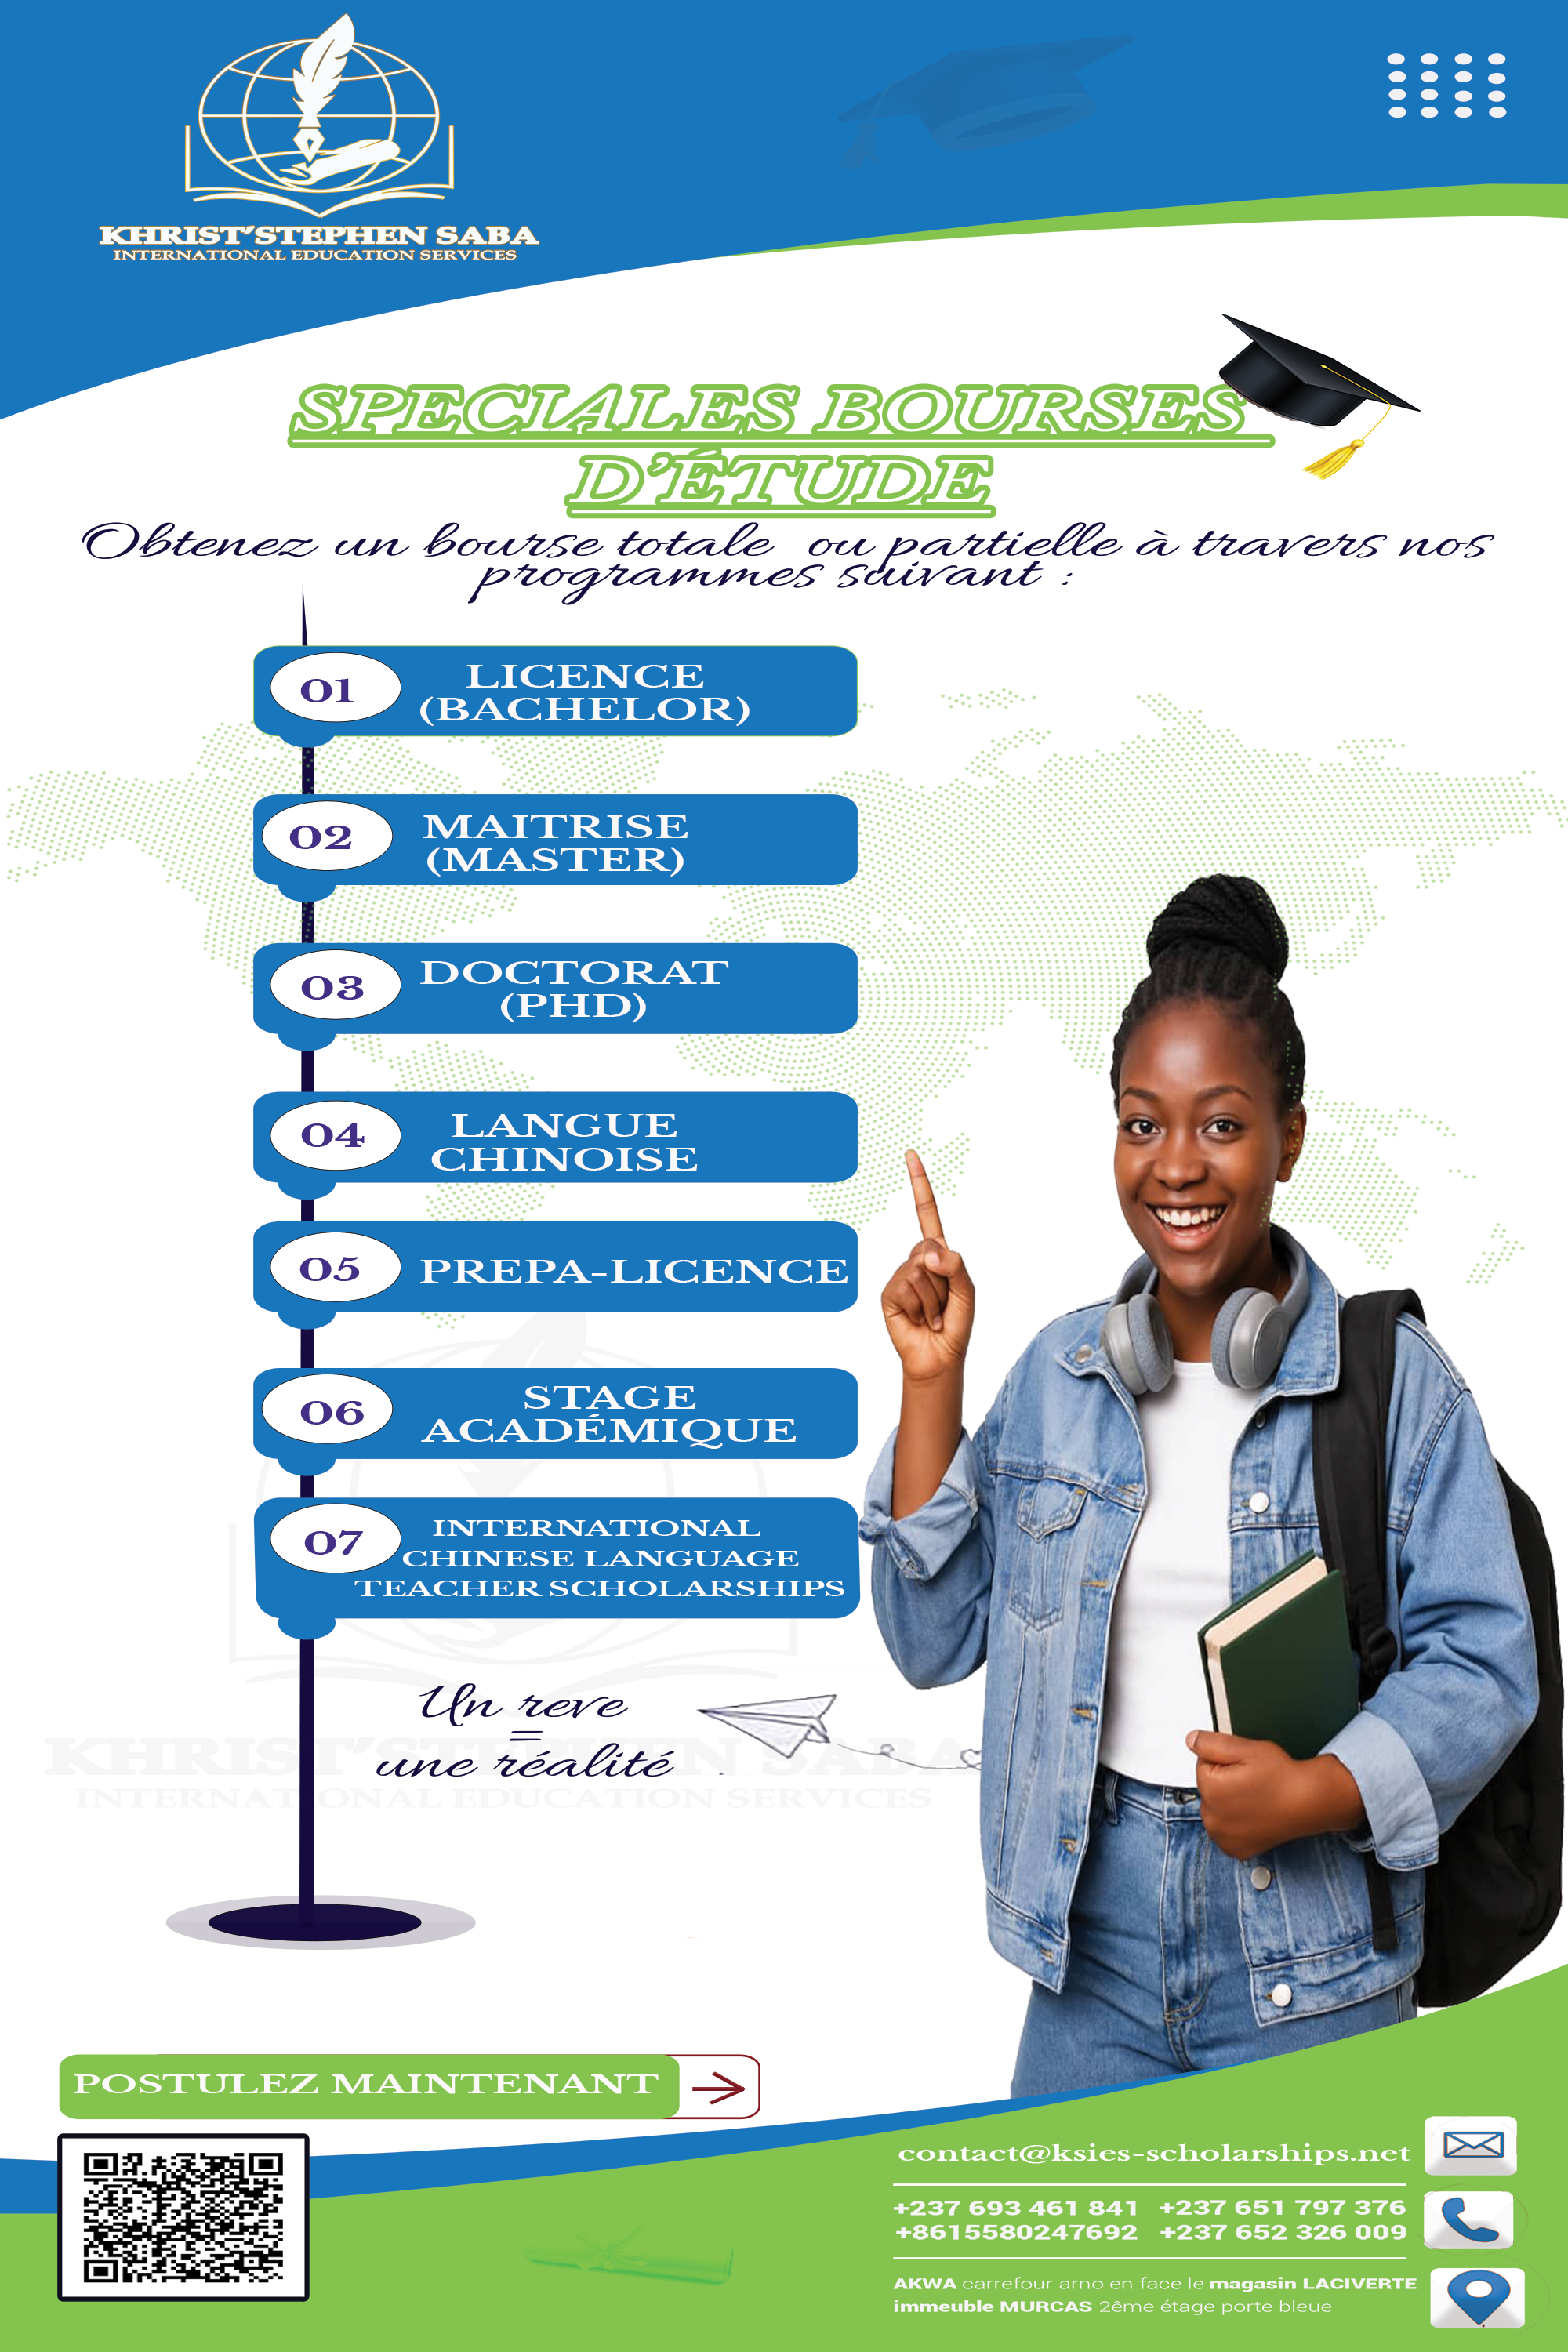 KHRIST'STEPHEN SABA
INTERNATIONAL EDUCATION SERVICES
SPECIALES BOURSES
D'ÉTUDE
Obtenez un bourse totale ou partielle à travers nos
programmes suivant :
01
LICENCE
(BACHELOR)
02
MAITRISE
(MASTER)
03
DOCTORAT
(PHD)
04
LANGUE
CHINOISE
05
PREPA-LICENCE
06
STAGE
ACADÉMIQUE
07
INTERNATIONAL
CHINESE LANGUAGE
TEACHER SCHOLARSHIPS
Un reve
=
une réalité
KHRIST'STEPHEN SABA
INTERNATIONAL EDUCATION SERVICES
POSTULEZ MAINTENANT
contact@ksies-scholarships.net
+237 693 461 841 +237 651 797 376
+8615580247692 +237 652 326 009
AKWA carrefour arno en face le magasin LACIVERTE
immeuble MURCAS 2ême étage porte bleue